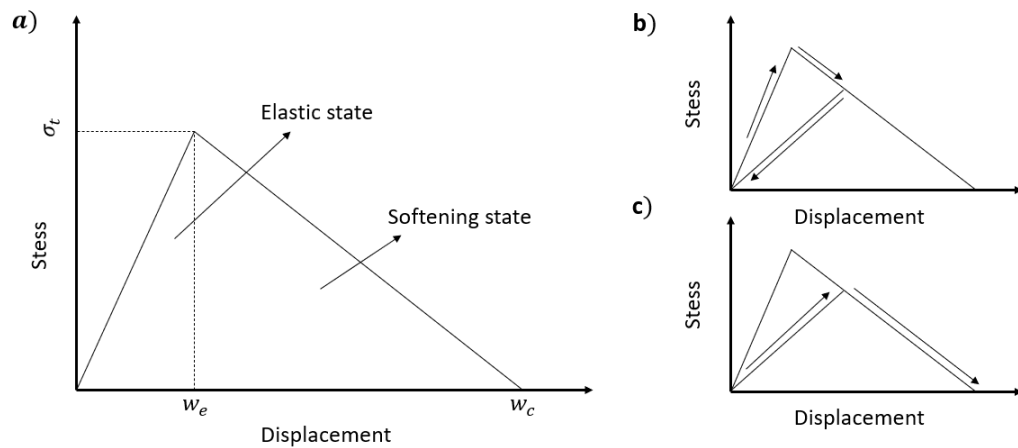 a)
σt
Elastic state
Softening state
Stess
we
wc
Displacement
b)
Stess
Displacement
c)
Stess
Displacement